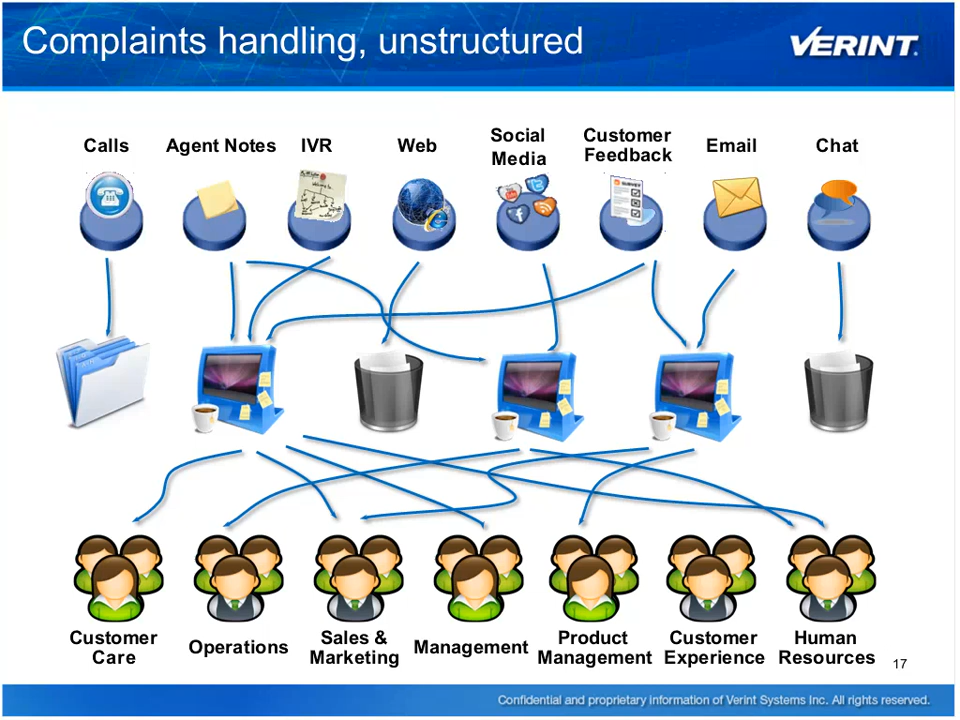 Complaints handling, unstructured
VERINT.
Calls
Agent Notes
IVR
Web
Social
Media
Customer
Feedback
Email
Chat
SURVEY
Customer
Care
Operations
Sales &
Marketing
Management
Product
Management
Customer
Experience
Human
Resources
17
Confidential and proprietary information of Verint Systems Inc. All rights reserved.